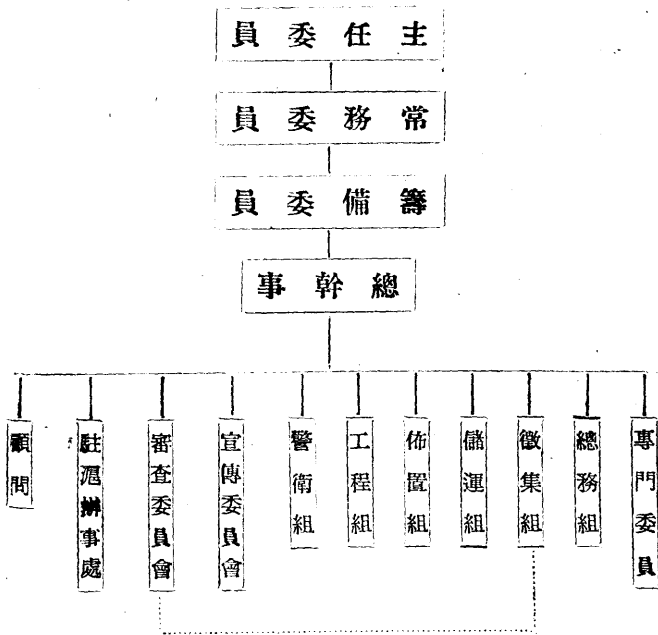 主任委員
常務委員
籌備委員
總幹事
專門委員
總務組
徵集組
儲運組
佈置組
工程組
警衛組
宣傳委員會
審查委員會
駐滬辦事處
顧問